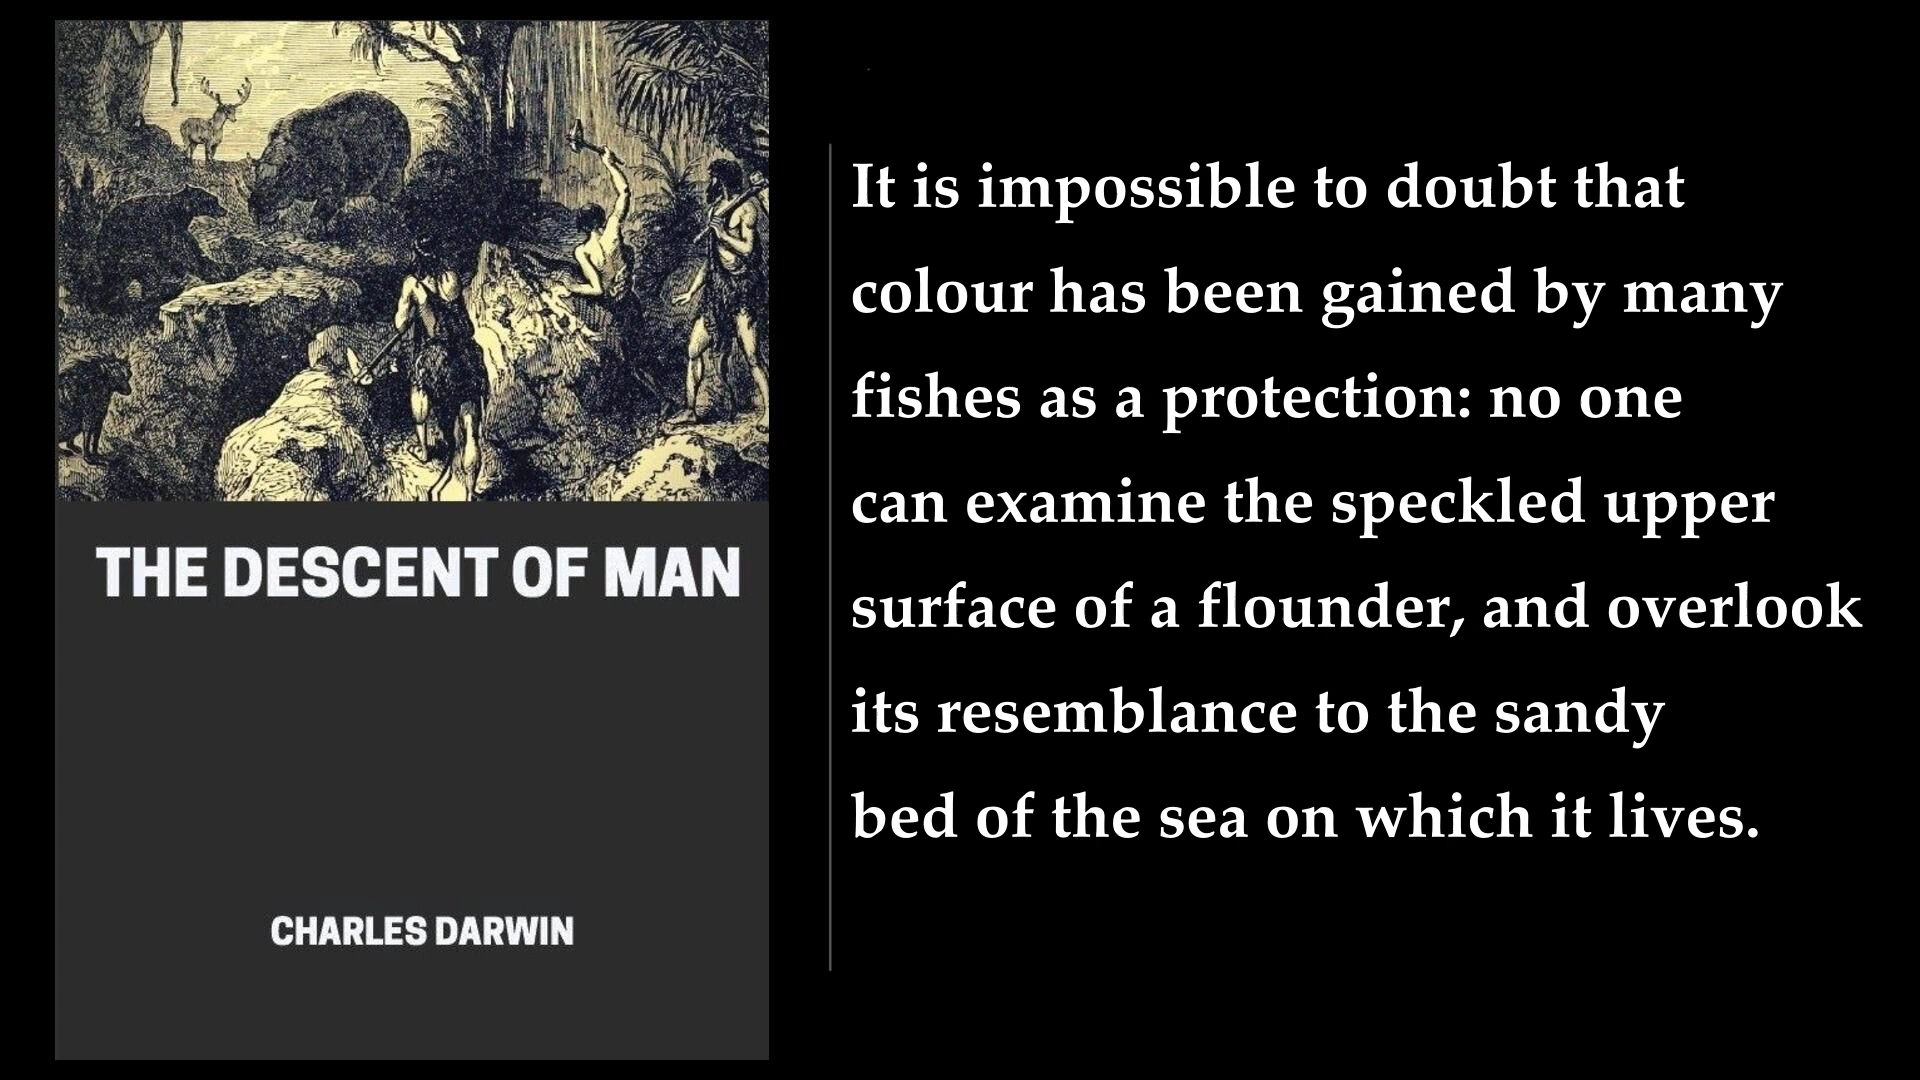 THE DESCENT OF MAN
CHARLES DARWIN
It is impossible to doubt that
colour has been gained by many
fishes as a protection: no one
can examine the speckled upper
surface of a flounder, and overlook
its resemblance to the sandy
bed of the sea on which it lives.